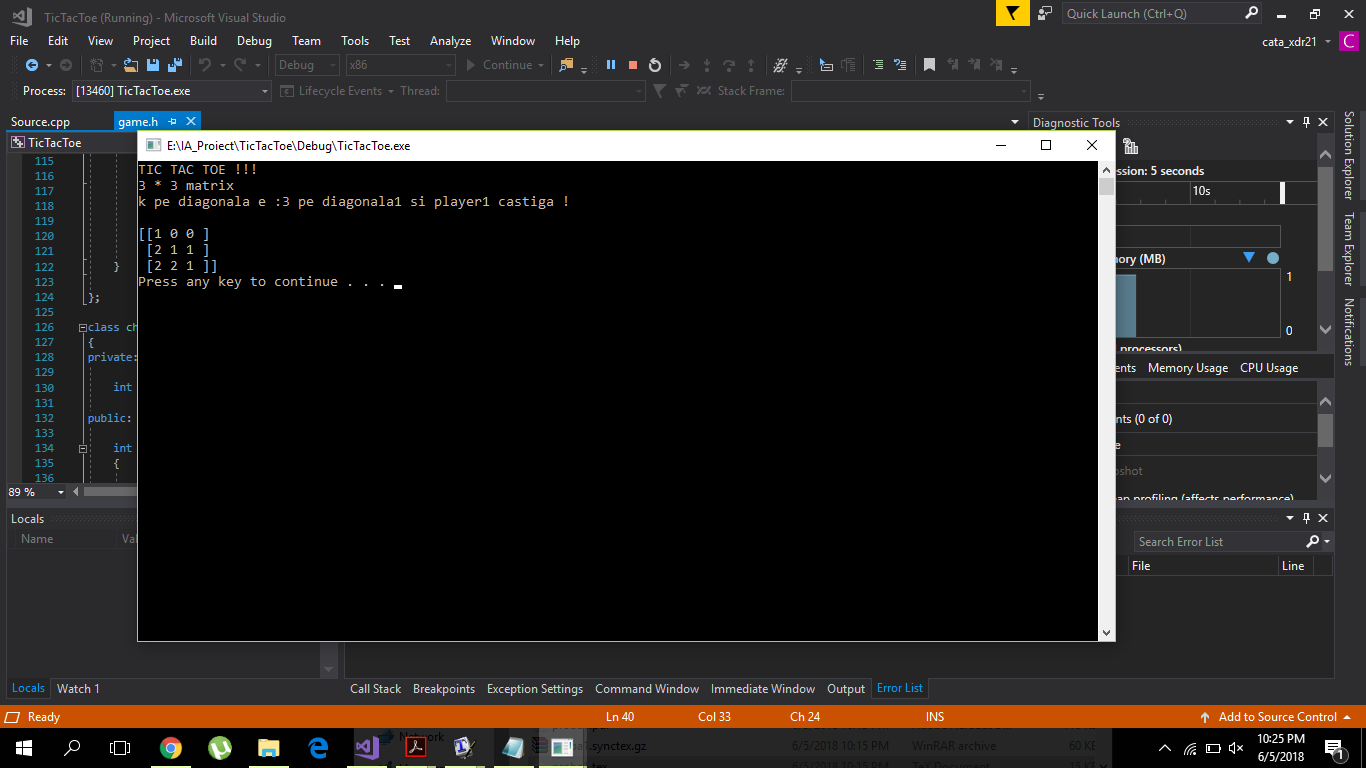 TicTacToe (Running) - Microsoft Visual Studio
Quick Launch (Ctrl+Q)
File Edit View Project Build Debug Team Tools Test Analyze Window Help
cata_xdr21 C
Debug x86 Continue
Process: [13460] TicTacToe.exe Lifecycle Events Thread: Stack Frame:
Source.cpp game.h
TicTacToe
Diagnostic Tools
E:\IA_Proiect\TicTacToe\Debug\TicTacToe.exe
TIC TAC TOE !!!
3 * 3 matrix
k pe diagonala e :3 pe diagonala1 si player1 castiga !
[[1 0 0 ]
[2 1 1 ]
[2 2 1 ]]
Press any key to continue . . .
115
116
117
118
119
120
121
122 }
123
124 };
125
126 class ch
127 {
128 private:
129
130 int
131
132 public:
133
134 int
135 {
136
89 %
ssion: 5 seconds
10s
ory (MB)
1
0
processors)
ents Memory Usage CPU Usage
nts (0 of 0)
e
pshot
ap profiling (affects performance)
Solution Explorer
Team Explorer
Notifications
Locals
Name Val
Search Error List
File Line
Locals Watch 1
Call Stack Breakpoints Exception Settings Command Window Immediate Window Output Error List
Ready Ln 40 Col 33 Ch 24 INS Add to Source Control
Network
.synctex.gz 6/5/2018 10:15 PM WinRAR archive 60 KB
10:25 PM
6/5/2018
1